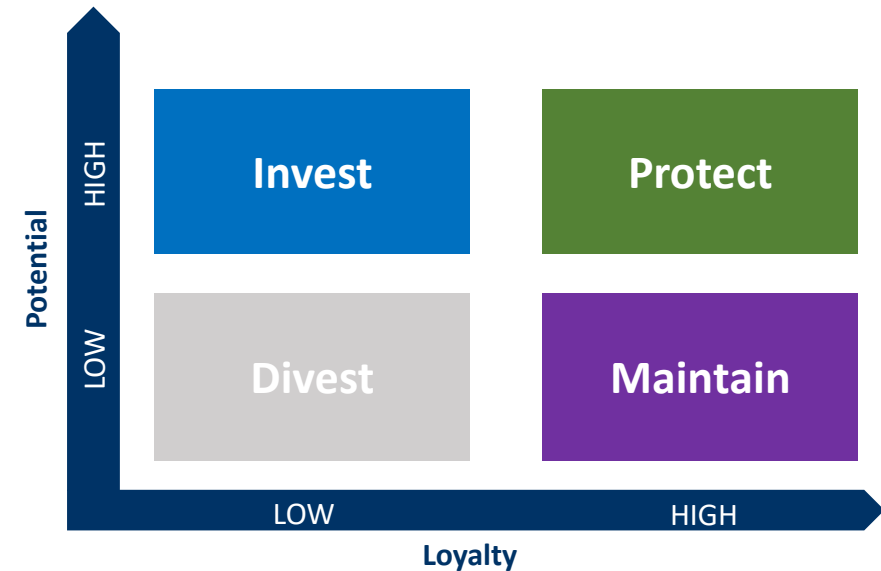 Potential
HIGH
LOW
Invest
Protect
Divest
Maintain
LOW
HIGH
Loyalty